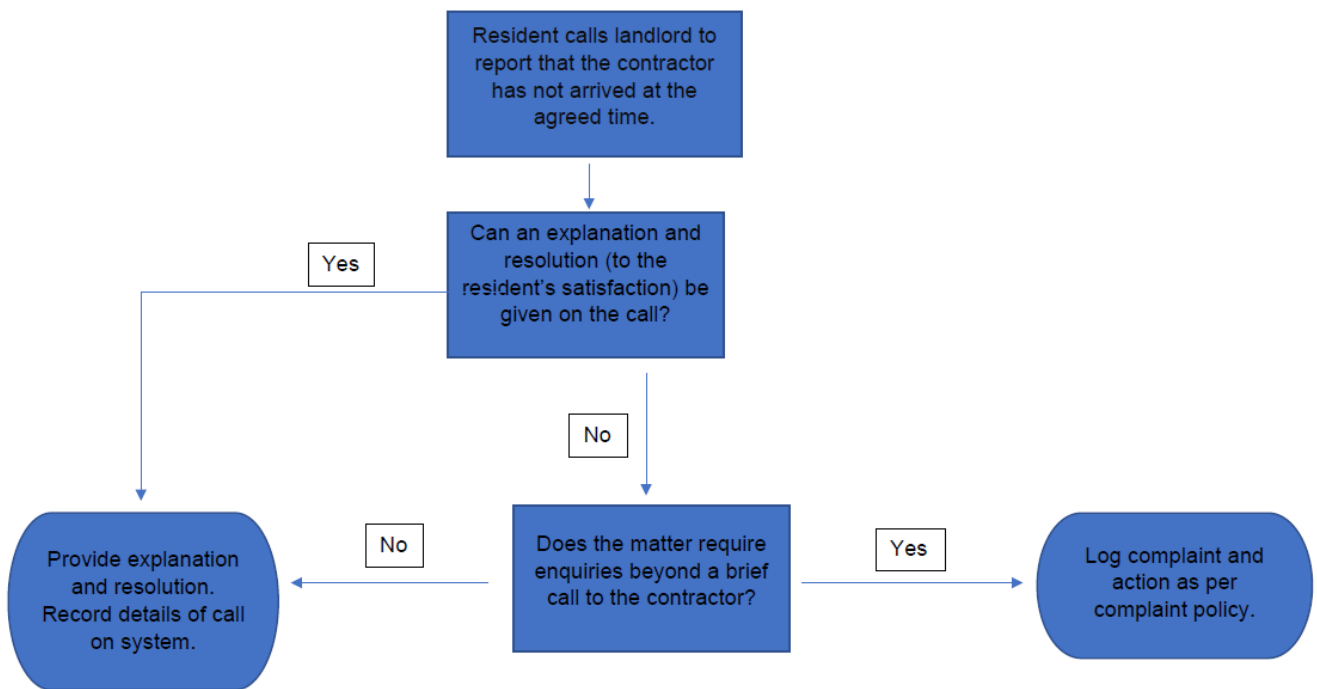 Resident calls landlord to
report that the contractor
has not arrived at the
agreed time.
Can an explanation and
resolution (to the
resident’s satisfaction) be
given on the call?
Yes
No
Provide explanation
and resolution.
Record details of call
on system.
No
Does the matter require
enquiries beyond a brief
call to the contractor?
Yes
Log complaint and
action as per
complaint policy.